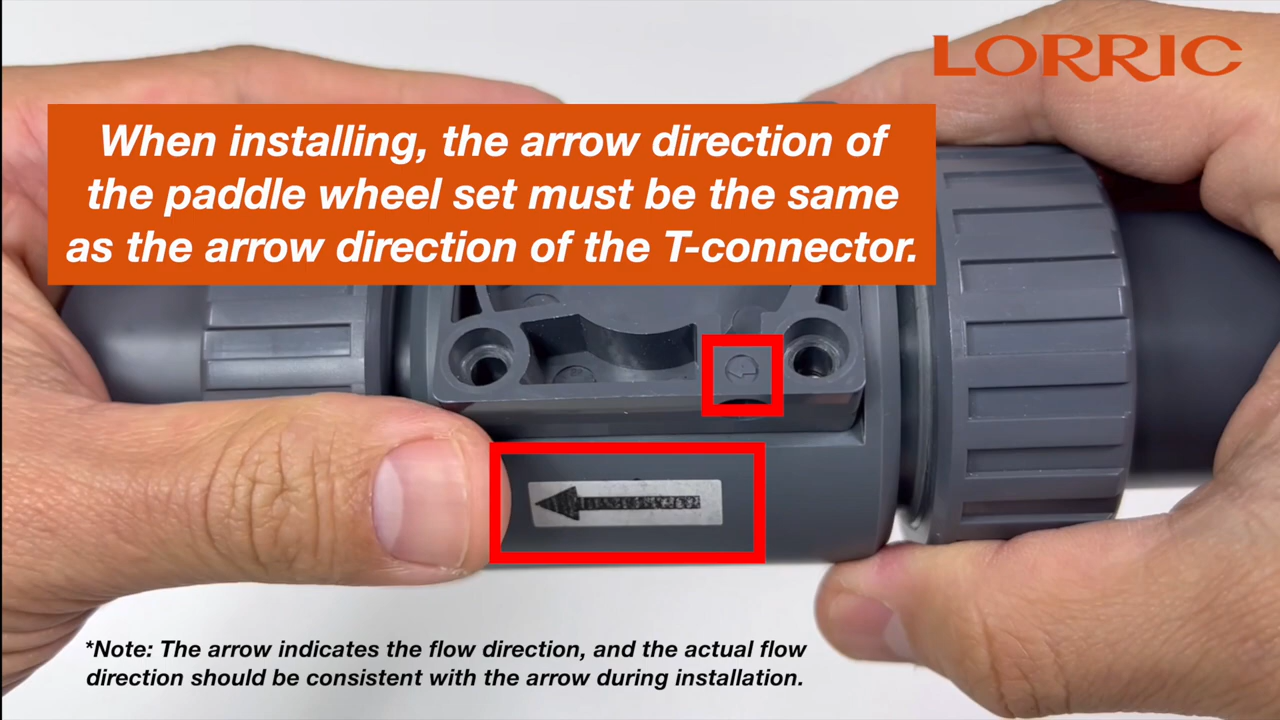 LORRIC
When installing, the arrow direction of
the paddle wheel set must be the same
as the arrow direction of the T-connector.
*Note: The arrow indicates the flow direction, and the actual flow
direction should be consistent with the arrow during installation.